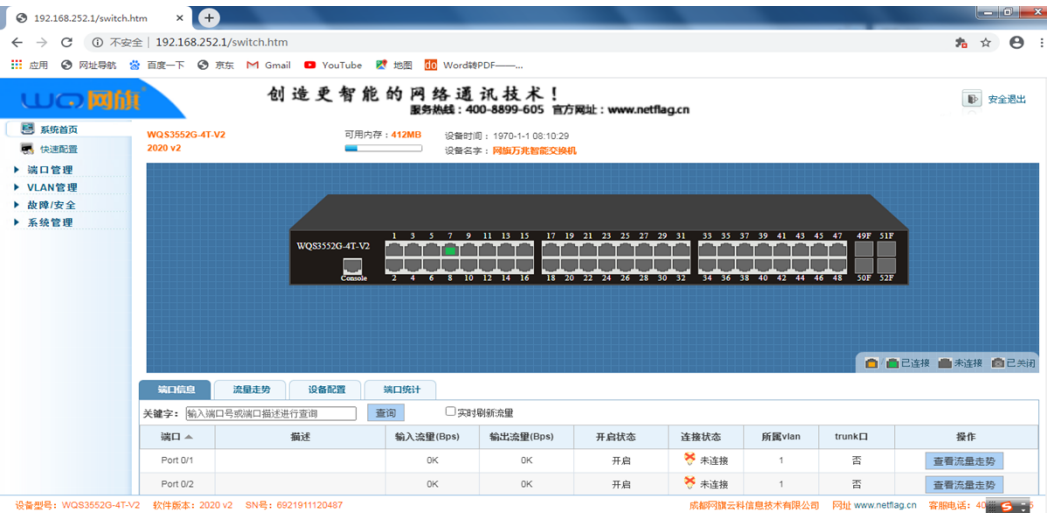 192.168.252.1/switch.htm
不安全 | 192.168.252.1/switch.htm
应用 网址导航 百度一下 京东 Gmail YouTube 地图 Word转PDF——...
WQ网旗
创造更智能的网络通讯技术！
服务热线：400-8899-605 官方网址：www.netflag.cn
安全退出
系统首页
快速配置
端口管理
VLAN管理
故障/安全
系统管理
WQS3552G-4T-V2
2020 v2
可用内存：412MB
设备时间：1970-1-1 08:10:29
设备名字：网旗万兆智能交换机
1 3 5 7 9 11 13 15 17 19 21 23 25 27 29 31 33 35 37 39 41 43 45 47 49F 51F
WQS3552G-4T-V2
Console 2 4 6 8 10 12 14 16 18 20 22 24 26 28 30 32 34 36 38 40 42 44 46 48 50F 52F
已连接 未连接 已关闭
端口信息 流量走势 设备配置 端口统计
关键字： 输入端口号或端口描述进行查询 查询 实时刷新流量
端口 描述 输入流量(Bps) 输出流量(Bps) 开启状态 连接状态 所属vlan trunk口 操作
Port 0/1 0K 0K 开启 未连接 1 否 查看流量走势
Port 0/2 0K 0K 开启 未连接 1 否 查看流量走势
设备型号：WQS3552G-4T-V2 软件版本：2020 v2 SN号：6921911120487 成都网旗云科信息技术有限公司 网址 www.netflag.cn 客服电话：40